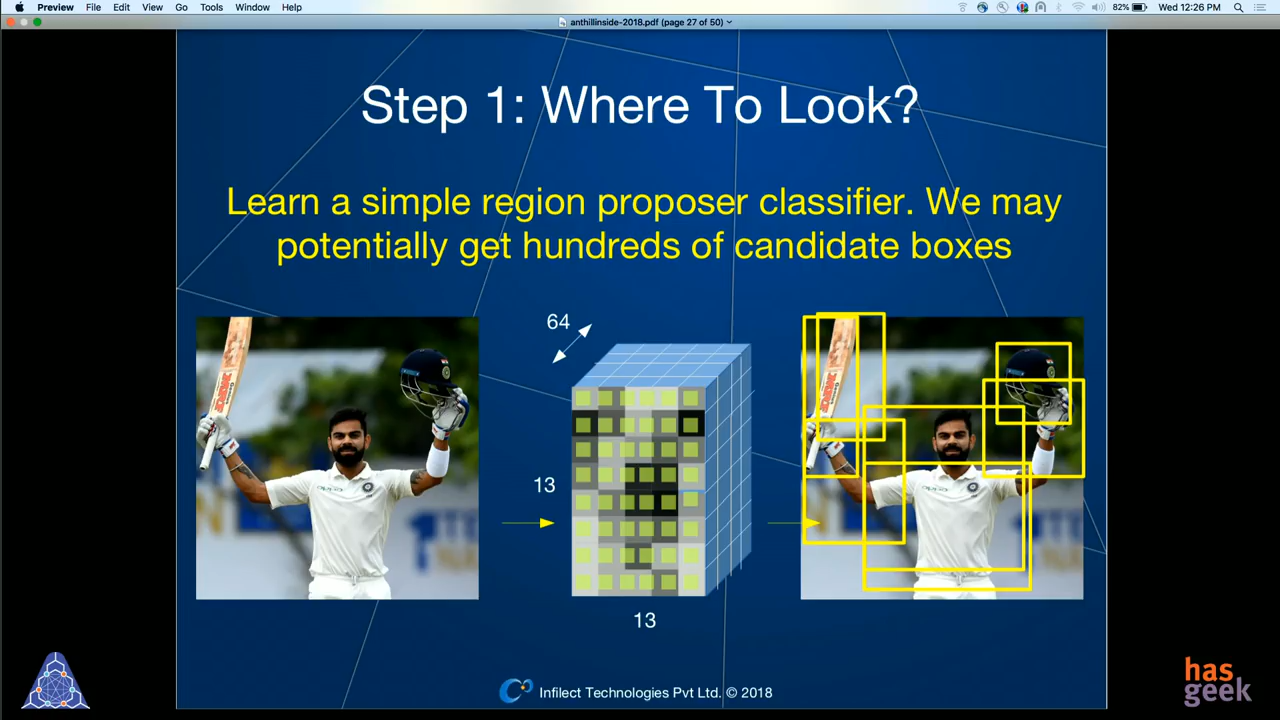 Preview File Edit View Go Tools Window Help 82% Wed 12:26 PM
anthillinside-2018.pdf (page 27 of 50)
Step 1: Where To Look?
Learn a simple region proposer classifier. We may
potentially get hundreds of candidate boxes
64
13
13
oppo
oppo
Infilect Technologies Pvt Ltd. © 2018
has
geek